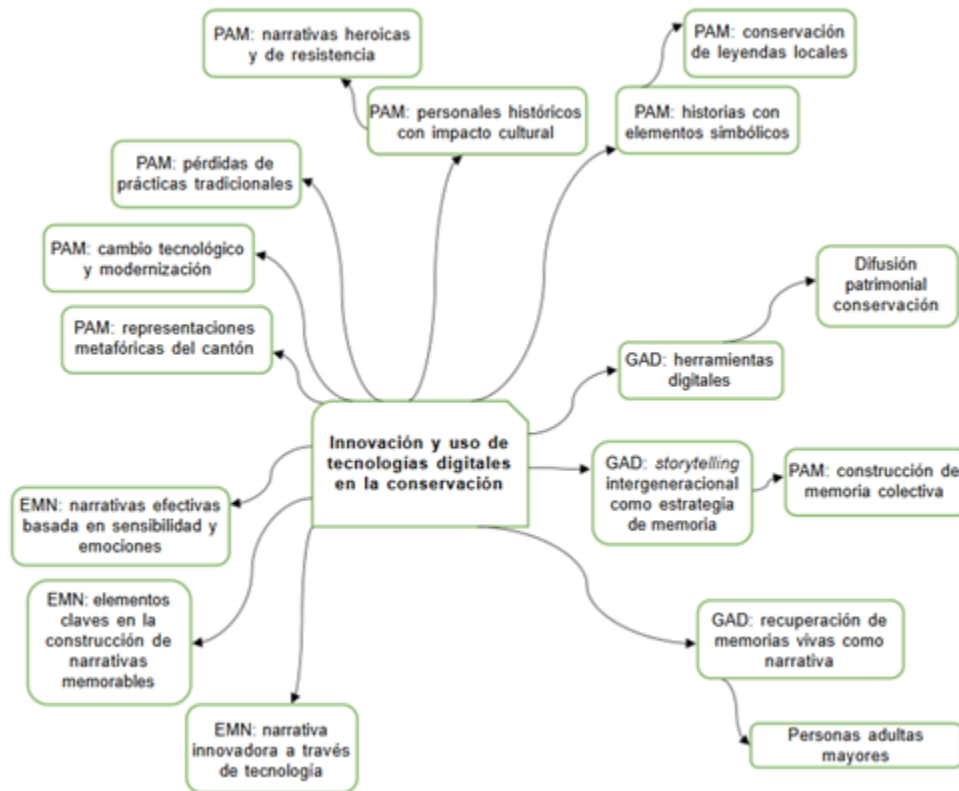 PAM: narrativas heroicas
y de resistencia
PAM: conservación
de leyendas locales
PAM: personales históricos
con impacto cultural
PAM: historias con
elementos simbólicos
PAM: pérdidas de
prácticas tradicionales
PAM: cambio tecnológico
y modernización
Difusión
patrimonial
conservación
PAM: representaciones
metafóricas del cantón
GAD: herramientas
digitales
Innovación y uso de
tecnologías digitales
en la conservación
GAD: storytelling
intergeneracional
como estrategia
de memoria
PAM: construcción de
memoria colectiva
EMN: narrativas efectivas
basada en sensibilidad y
emociones
EMN: elementos
claves en la
construcción de
narrativas
memorables
GAD: recuperación de
memorias vivas como
narrativa
EMN: narrativa
innovadora a través
de tecnología
Personas adultas
mayores